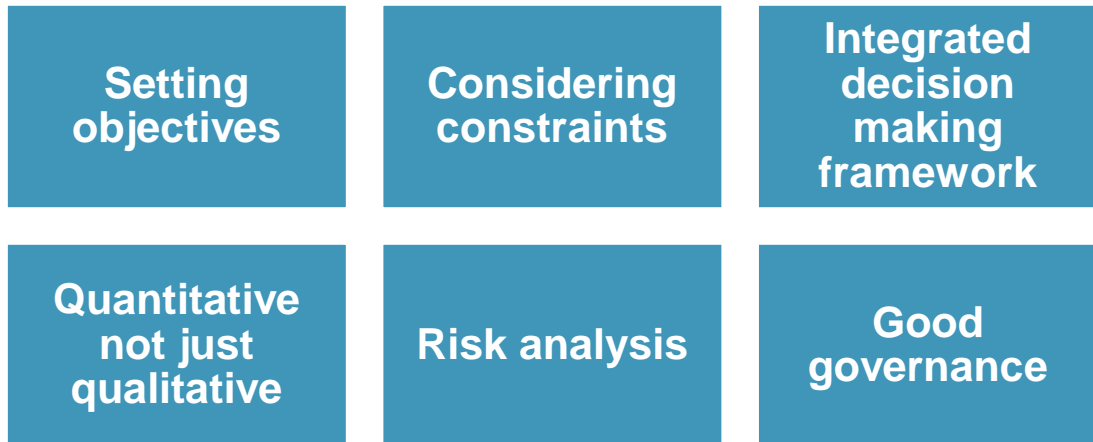 Setting
objectives
Considering
constraints
Integrated
decision
making
framework
Quantitative
not just
qualitative
Risk analysis
Good
governance